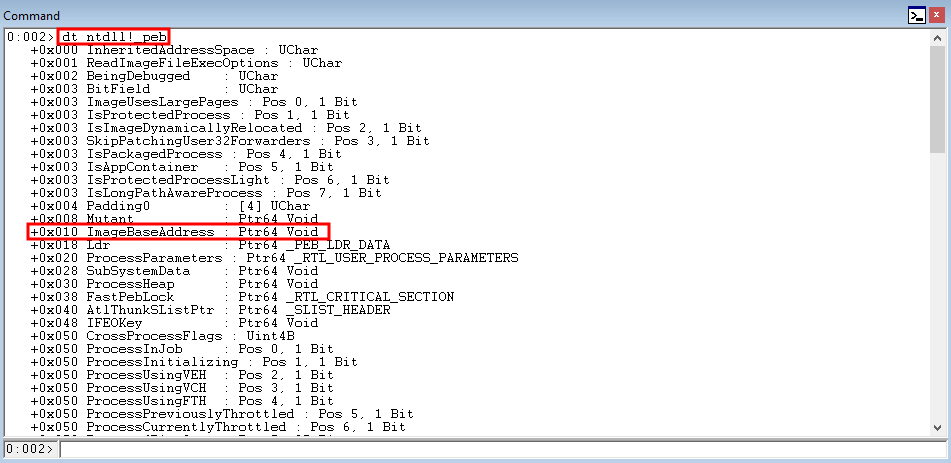 Command
0:002> dt ntdll!_peb
+0x000 InheritedAddressSpace : UChar
+0x001 ReadImageFileExecOptions : UChar
+0x002 BeingDebugged    : UChar
+0x003 BitField         : UChar
+0x003 ImageUsesLargePages : Pos 0, 1 Bit
+0x003 IsProtectedProcess : Pos 1, 1 Bit
+0x003 IsImageDynamicallyRelocated : Pos 2, 1 Bit
+0x003 SkipPatchingUser32Forwarders : Pos 3, 1 Bit
+0x003 IsPackagedProcess : Pos 4, 1 Bit
+0x003 IsAppContainer   : Pos 5, 1 Bit
+0x003 IsProtectedProcessLight : Pos 6, 1 Bit
+0x003 IsLongPathAwareProcess : Pos 7, 1 Bit
+0x004 Padding0         : [4] UChar
+0x008 Mutant           : Ptr64 Void
+0x010 ImageBaseAddress : Ptr64 Void
+0x018 Ldr              : Ptr64 _PEB_LDR_DATA
+0x020 ProcessParameters : Ptr64 _RTL_USER_PROCESS_PARAMETERS
+0x028 SubSystemData    : Ptr64 Void
+0x030 ProcessHeap      : Ptr64 Void
+0x038 FastPebLock      : Ptr64 _RTL_CRITICAL_SECTION
+0x040 AtlThunkSListPtr : Ptr64 _SLIST_HEADER
+0x048 IFEOKey          : Ptr64 Void
+0x050 CrossProcessFlags : Uint4B
+0x050 ProcessInJob     : Pos 0, 1 Bit
+0x050 ProcessInitializing : Pos 1, 1 Bit
+0x050 ProcessUsingVEH  : Pos 2, 1 Bit
+0x050 ProcessUsingVCH  : Pos 3, 1 Bit
+0x050 ProcessUsingFTH  : Pos 4, 1 Bit
+0x050 ProcessPreviouslyThrottled : Pos 5, 1 Bit
+0x050 ProcessCurrentlyThrottled : Pos 6, 1 Bit
0:002>